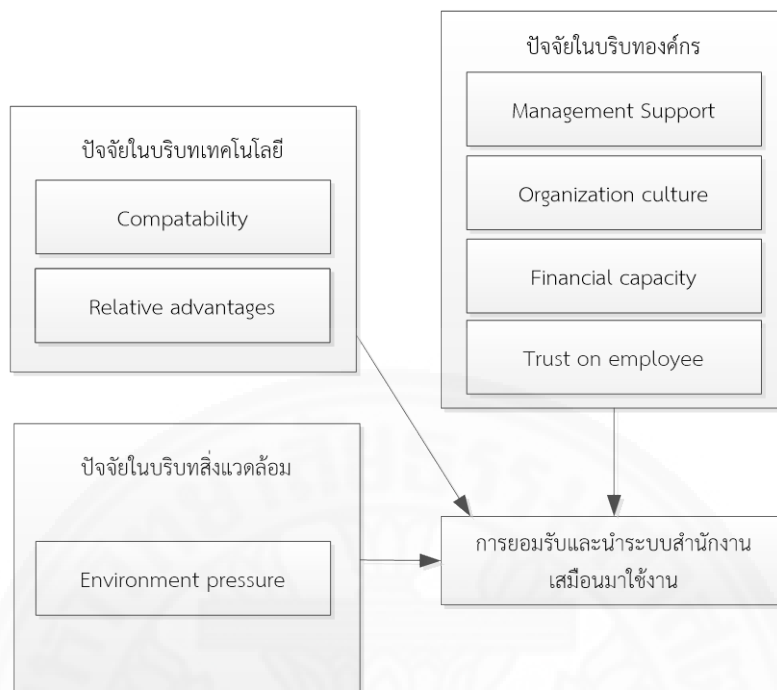 ปัจจัยในบริบทองค์กร
Management Support
Organization culture
Financial capacity
Trust on employee
ปัจจัยในบริบทเทคโนโลยี
Compatability
Relative advantages
ปัจจัยในบริบทสิ่งแวดล้อม
Environment pressure
การยอมรับและนำระบบสำนักงาน
เสมือนมาใช้งาน